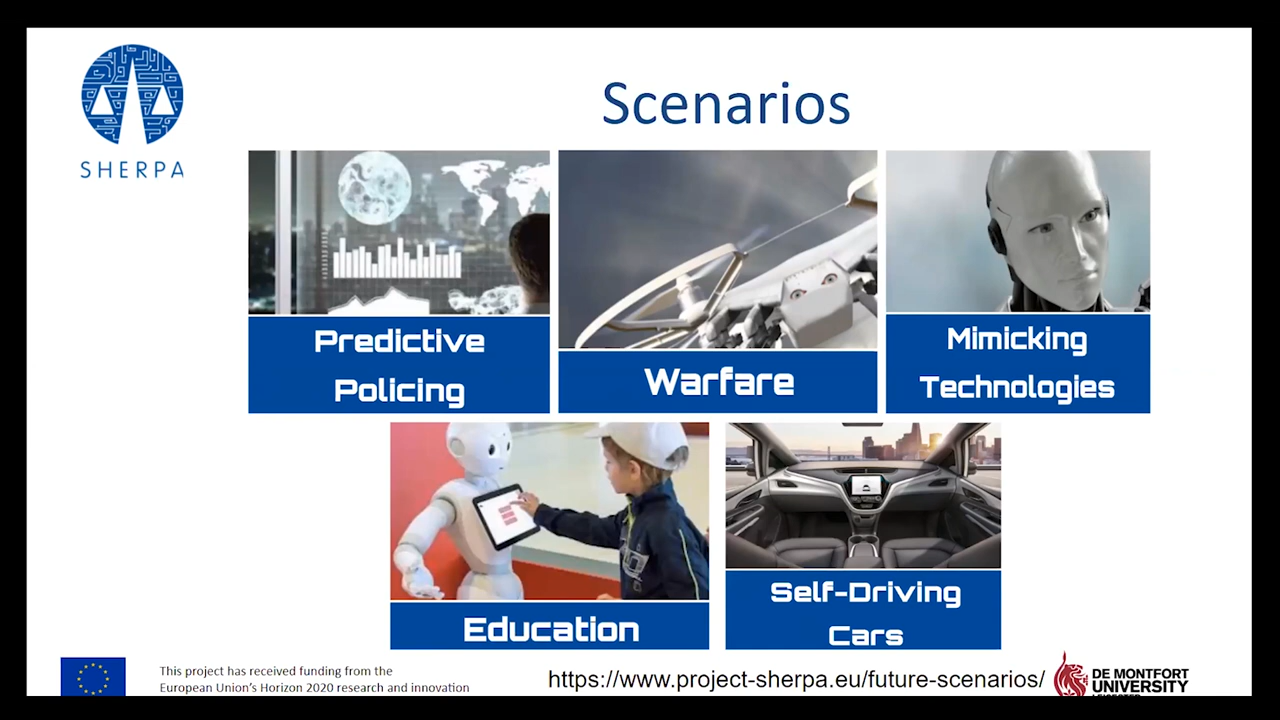 SHERPA
Scenarios
Predictive
Policing
Warfare
Mimicking
Technologies
Education
Self-Driving
Cars
This project has received funding from the
European Union's Horizon 2020 research and innovation
https://www.project-sherpa.eu/future-scenarios/
DE MONTFORT
UNIVERSITY